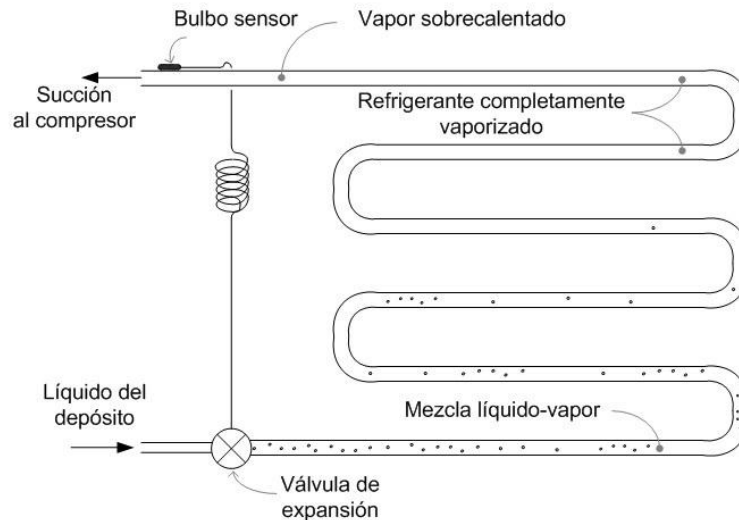 Bulbo sensor
Vapor sobrecalentado
Succión
al compresor
Refrigerante completamente
vaporizado
Líquido del
depósito
Mezcla líquido-vapor
Válvula de
expansión